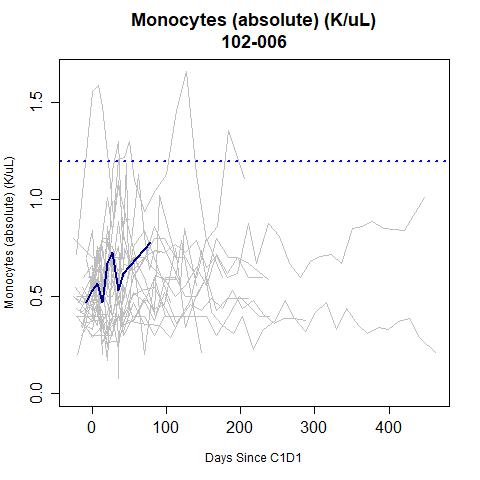 Monocytes (absolute) (K/uL)
102-006
Monocytes (absolute) (K/uL)
1.5
1.0
0.5
0.0
0 100 200 300 400
Days Since C1D1